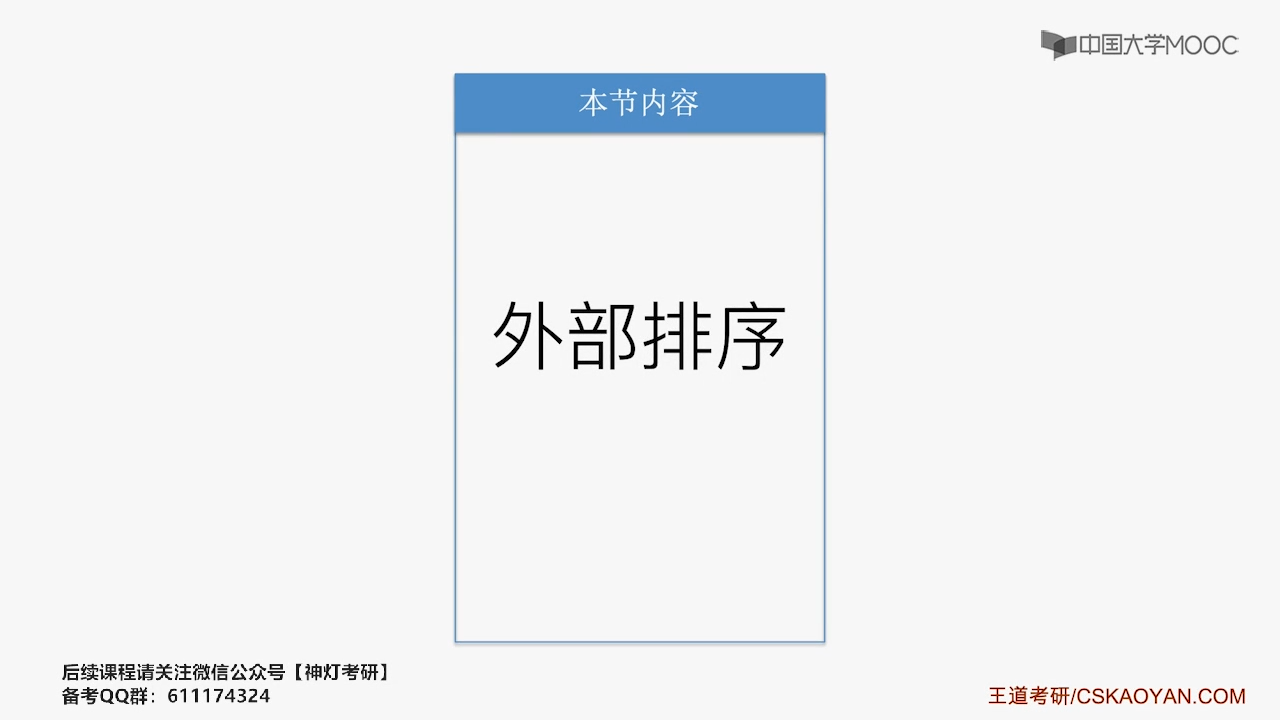 中国大学MOOC
本节内容
外部排序
后续课程请关注微信公众号【神灯考研】
备考QQ群：611174324
王道考研/CSKAOYAN.COM